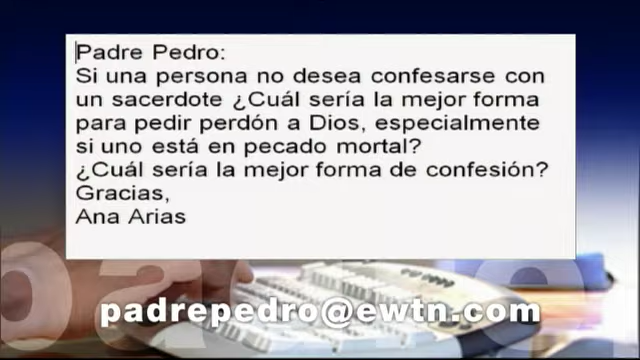 Padre Pedro:
Si una persona no desea confesarse con
un sacerdote ¿Cuál sería la mejor forma
para pedir perdón a Dios, especialmente
si uno está en pecado mortal?
¿Cuál sería la mejor forma de confesión?
Gracias,
Ana Arias
padrepedro@ewtn.com